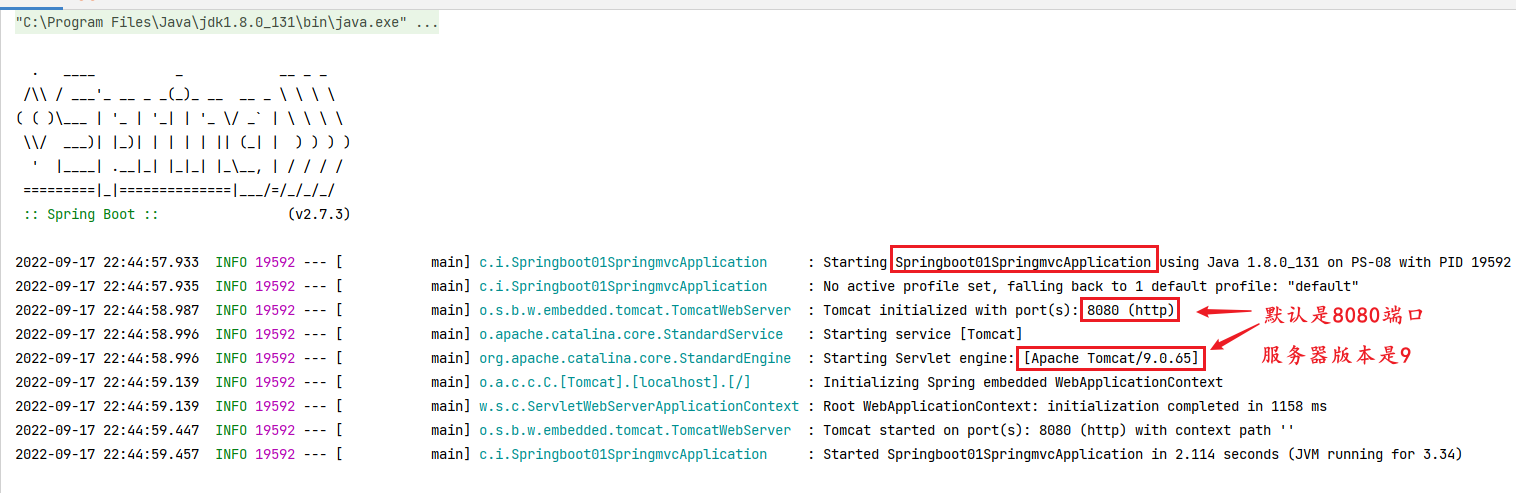 "C:\Program Files\Java\jdk1.8.0_131\bin\java.exe" ...
  .   ____          _            __ _ _
 /\\ / ___'_ __ _ _(_)_ __  __ _ \ \ \ \
( ( )\___ | '_ | '_| | '_ \/ _` | \ \ \ \
 \\/  ___)| |_)| | | | | || (_| |  ) ) ) )
  '  |____| .__|_| |_|_| |_\__, | / / / /
 =========|_|==============|___/=/_/_/_/
 :: Spring Boot ::                (v2.7.3)
2022-09-17 22:44:57.933  INFO 19592 --- [           main] c.i.Springboot01SpringmvcApplication     : Starting Springboot01SpringmvcApplication using Java 1.8.0_131 on PS-08 with PID 19592
2022-09-17 22:44:57.935  INFO 19592 --- [           main] c.i.Springboot01SpringmvcApplication     : No active profile set, falling back to 1 default profile: "default"
2022-09-17 22:44:58.987  INFO 19592 --- [           main] o.s.b.w.embedded.tomcat.TomcatWebServer  : Tomcat initialized with port(s): 8080 (http)
默认是8080端口
2022-09-17 22:44:58.996  INFO 19592 --- [           main] o.apache.catalina.core.StandardService   : Starting service [Tomcat]
2022-09-17 22:44:58.996  INFO 19592 --- [           main] org.apache.catalina.core.StandardEngine  : Starting Servlet engine: [Apache Tomcat/9.0.65]
服务器版本是9
2022-09-17 22:44:59.139  INFO 19592 --- [           main] o.a.c.c.C.[Tomcat].[localhost].[/]       : Initializing Spring embedded WebApplicationContext
2022-09-17 22:44:59.139  INFO 19592 --- [           main] w.s.c.ServletWebServerApplicationContext : Root WebApplicationContext: initialization completed in 1158 ms
2022-09-17 22:44:59.447  INFO 19592 --- [           main] o.s.b.w.embedded.tomcat.TomcatWebServer  : Tomcat started on port(s): 8080 (http) with context path ''
2022-09-17 22:44:59.457  INFO 19592 --- [           main] c.i.Springboot01SpringmvcApplication     : Started Springboot01SpringmvcApplication in 2.114 seconds (JVM running for 3.34)